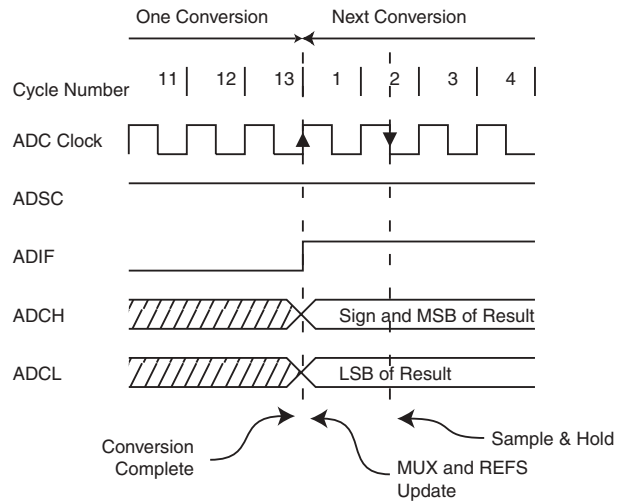 One Conversion
Next Conversion
Cycle Number
11
12
13
1
2
3
4
ADC Clock
ADSC
ADIF
ADCH
Sign and MSB of Result
ADCL
LSB of Result
Conversion
Complete
MUX and REFS
Update
Sample & Hold